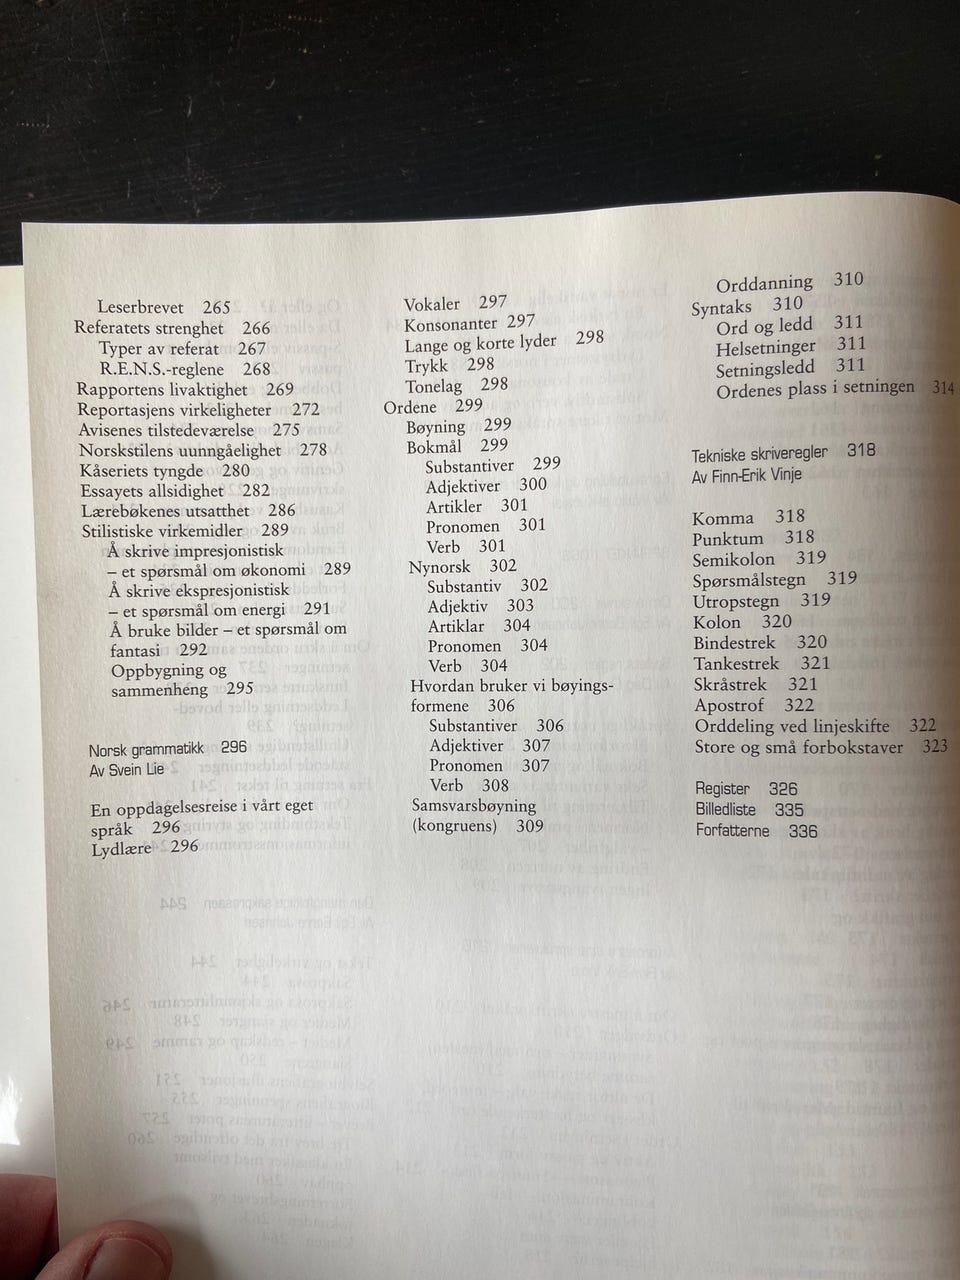 Leserbrevet 265
Referatets strenghet 266
Typer av referat 267
R.E.N.S.-reglene 268
Rapportens livaktighet 269
Reportasjens virkeligheter 272
Avisenes tilstedeværelse 275
Norskstilens uunngåelighet 278
Kåseriets tyngde 280
Essayets allsidighet 282
Lærebøkenes utsatthet 286
Stilistiske virkemidler 289
Å skrive impresjonistisk
– et spørsmål om økonomi 289
Å skrive ekspresjonistisk
– et spørsmål om energi 291
Å bruke bilder – et spørsmål om
fantasi 292
Oppbygning og
sammenheng 295
Norsk grammatikk 296
Av Svein Lie
En oppdagelsesreise i vårt eget
språk 296
Lydlære 296
Vokaler 297
Konsonanter 297
Lange og korte lyder 298
Trykk 298
Tonelag 298
Ordene 299
Bøyning 299
Bokmål 299
Substantiver 299
Adjektiver 300
Artikler 301
Pronomen 301
Verb 301
Nynorsk 302
Substantiv 302
Adjektiv 303
Artiklar 304
Pronomen 304
Verb 304
Hvordan bruker vi bøyings-
formene 306
Substantiver 306
Adjektiver 307
Pronomen 307
Verb 308
Samsvarsbøyning
(kongruens) 309
Orddanning 310
Syntaks 310
Ord og ledd 311
Helsetninger 311
Setningsledd 311
Ordenes plass i setningen 314
Tekniske skriveregler 318
Av Finn-Erik Vinje
Komma 318
Punktum 318
Semikolon 319
Spørsmålstegn 319
Utropstegn 319
Kolon 320
Bindestrek 320
Tankestrek 321
Skråstrek 321
Apostrof 322
Orddeling ved linjeskifte 322
Store og små forbokstaver 323
Register 326
Billedliste 335
Forfatterne 336